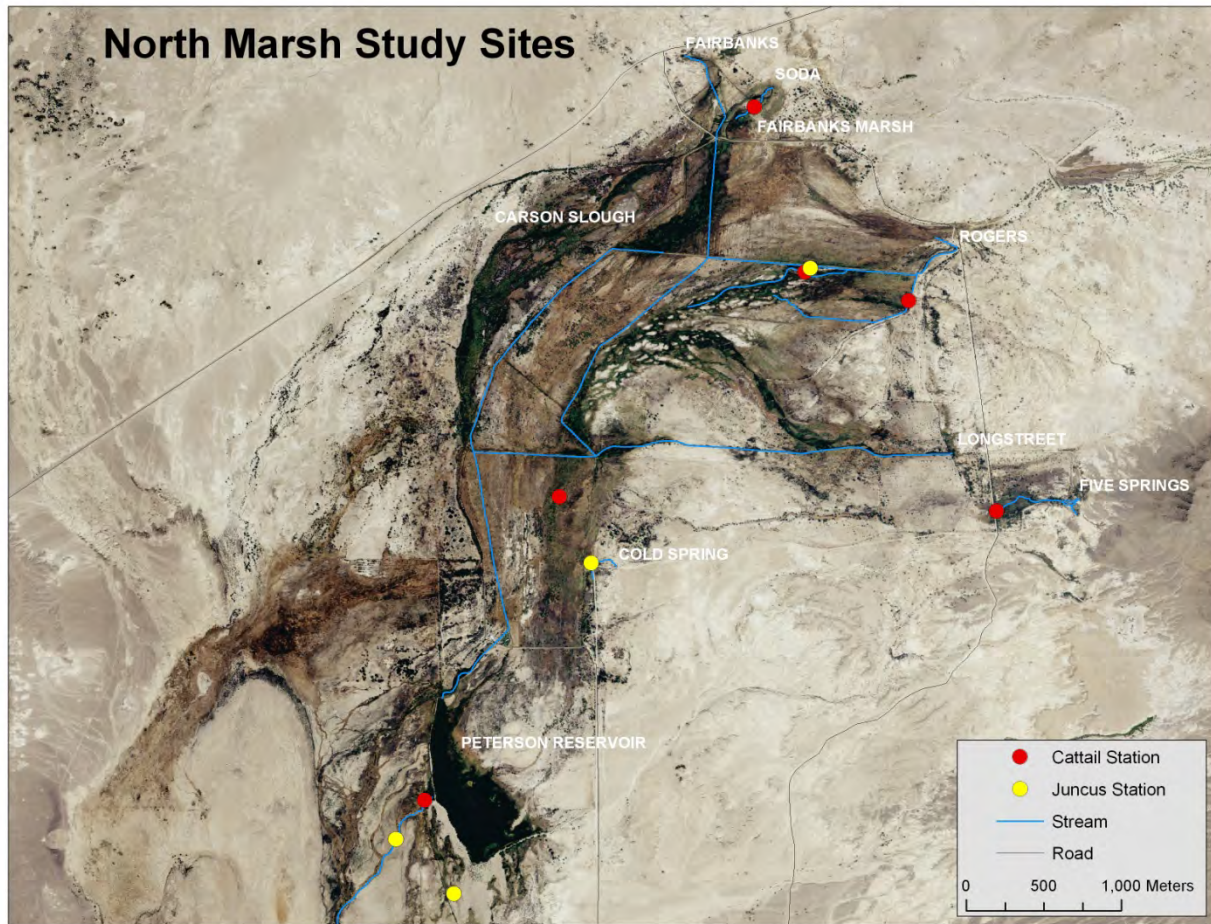 North Marsh Study Sites
FAIRBANKS
SODA
FAIRBANKS MARSH
CARSON SLOUGH
ROGERS
LONGSTREET
FIVE SPRINGS
COLD SPRING
PETERSON RESERVOIR
Cattail Station
Juncus Station
Stream
Road
0 500 1,000 Meters